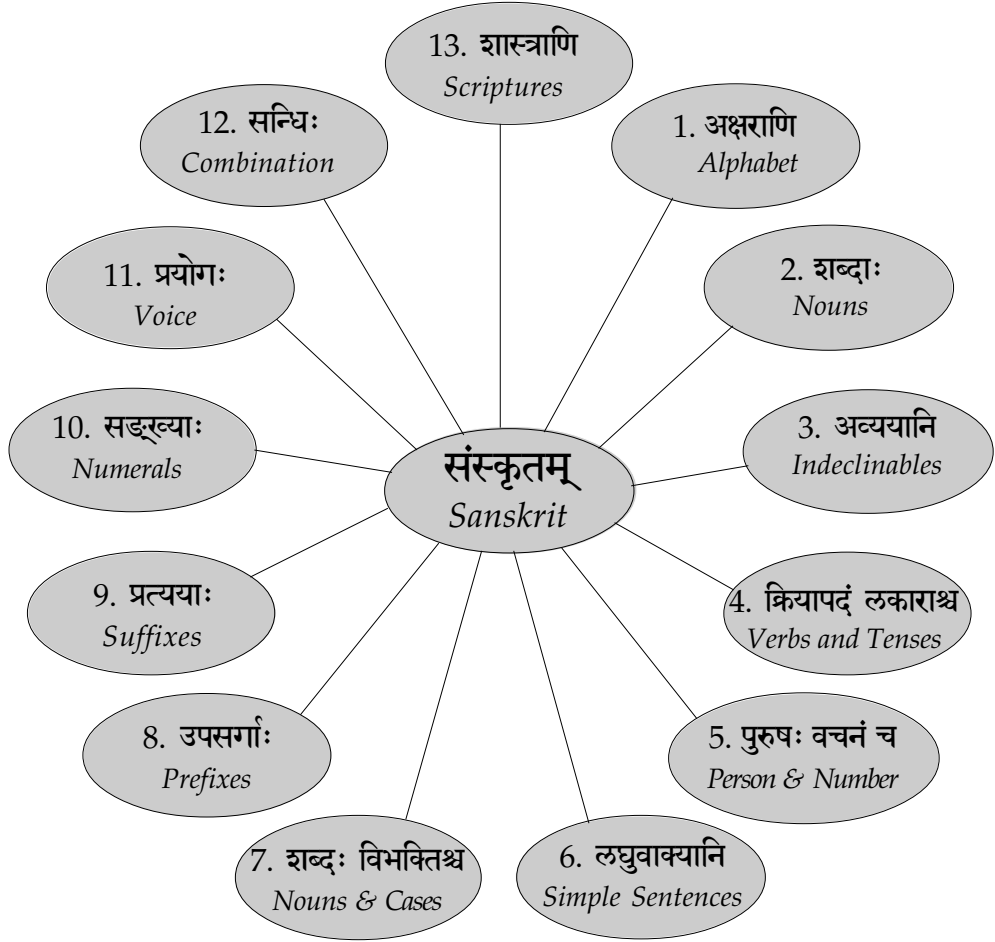 संस्कृतम्
Sanskrit
1. अक्षराणि
Alphabet
2. शब्दाः
Nouns
3. अव्ययानि
Indeclinables
4. क्रियापदं लकाराश्च
Verbs and Tenses
5. पुरुषः वचनं च
Person & Number
6. लघुवाक्यानि
Simple Sentences
7. शब्दः विभक्तिश्च
Nouns & Cases
8. उपसर्गाः
Prefixes
9. प्रत्ययाः
Suffixes
10. सङ्ख्याः
Numerals
11. प्रयोगः
Voice
12. सन्धिः
Combination
13. शास्त्राणि
Scriptures